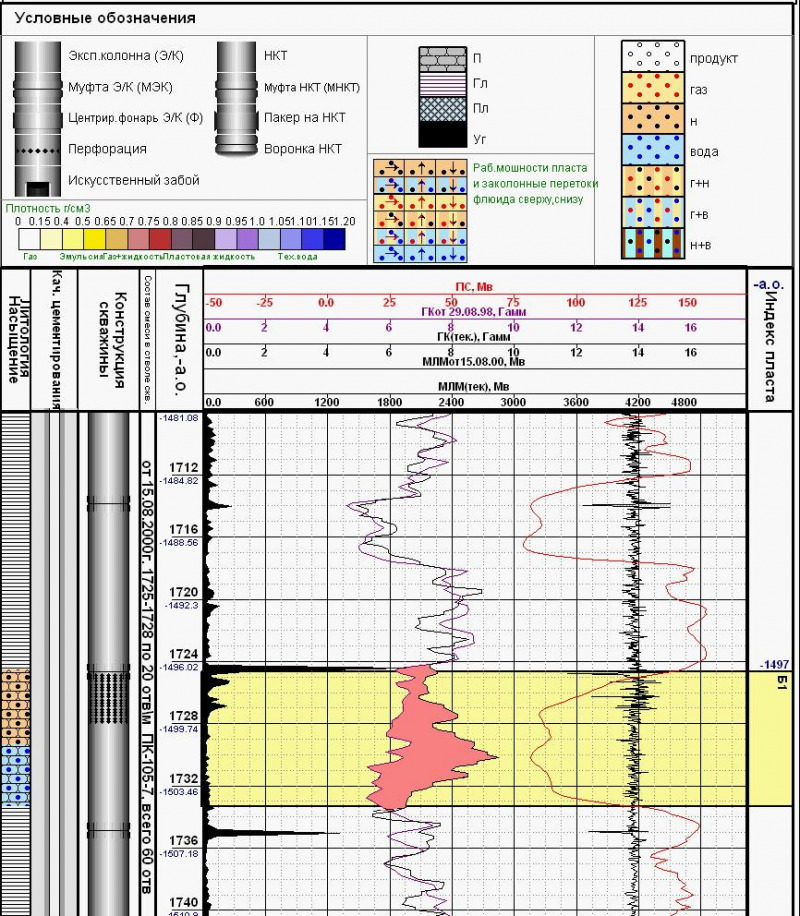 Условные обозначения
Эксп.колонна (Э/К)
Муфта Э/К (МЭК)
Центрир.фонарь Э/К (Ф)
Перфорация
Искусственный забой
НКТ
Муфта НКТ (МНКТ)
Пакер на НКТ
Воронка НКТ
П
Гл
Пл
Уг
Раб.мошности пласта
и заколонные перетоки
флюида сверху,снизу
продукт
газ
н
вода
г+н
г+в
н+в
Плотность г/см3
0 0.15 0.4 0.5 0.6 0.7 0.75 0.8 0.85 0.9 0.95 1.0 1.05 1.10 1.15 1.20
Газ ЭмульсияГаз+жидкостьПластовая жидкость Тех.вода
Литология
Насыщение
Кач. цементирования
Конструкция
скважины
Состав смеси в стволе скв.
Глубина,-а.о.
ПС, Мв
-50 -25 0.0 25 50 75 100 125 150
ГКот 29.08.98, Гамм
0.0 2 4 6 8 10 12 14 16
ГК(тек.), Гамм
0.0 2 4 6 8 10 12 14 16
МЛМот15.08.00, Мв
МЛМ(тек), Мв
0.0 600 1200 1800 2400 3000 3600 4200 4800
-а.о.
Индекс пласта
от 15.08.2000г. 1725-1728 по 20 отв\м ПК-105-7, всего 60 отв
-1481.08
1712
-1484.82
1716
-1488.56
1720
-1492.3
1724
-1496.02
1728
-1499.74
1732
-1503.46
1736
-1507.18
1740
-1497
Б1